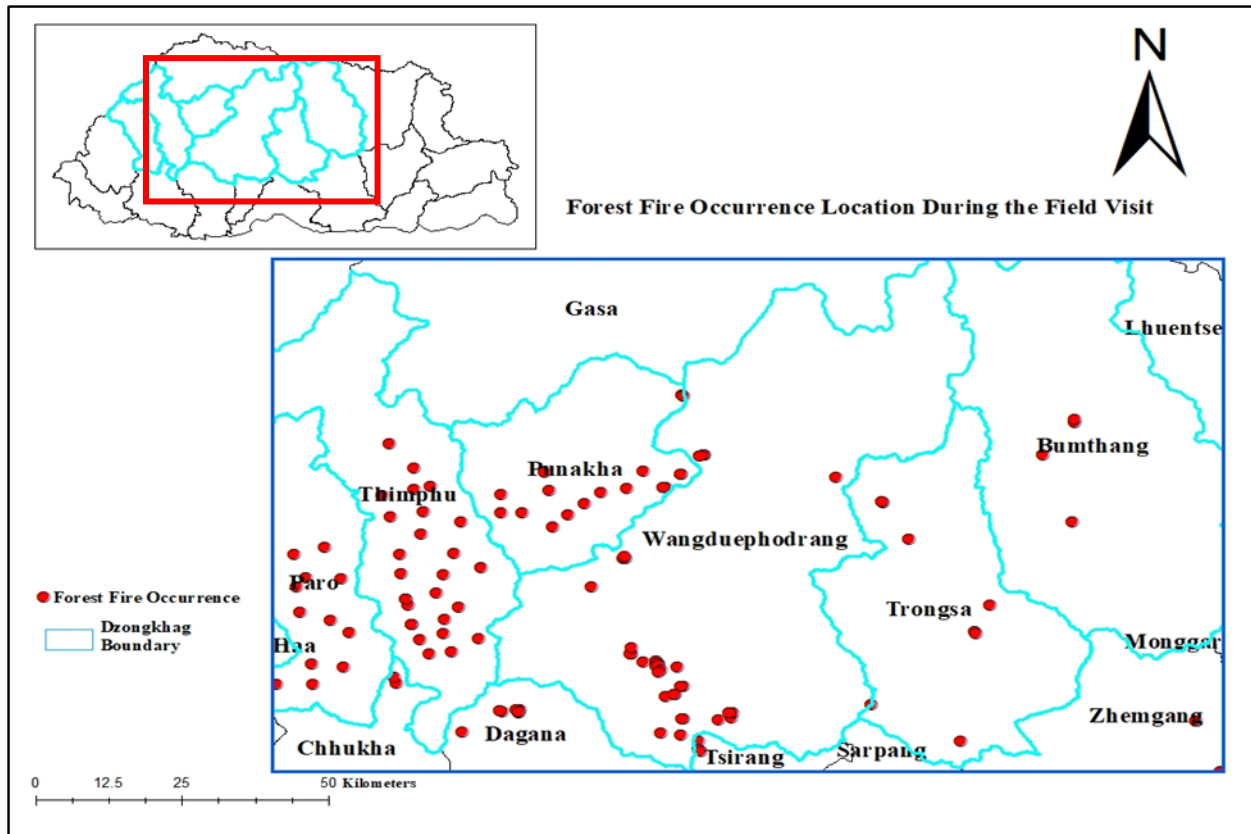 N
Forest Fire Occurrence Location During the Field Visit
Gasa
Lhuentse
Bumthang
Punakha
Thimphu
Wangduephodrang
Paro
Trongsa
Haa
Monggar
Zhemgang
Dagana
Chhukha
Tsirang
Sarpang
Forest Fire Occurrence
Dzongkhag
Boundary
0 12.5 25 50 Kilometers